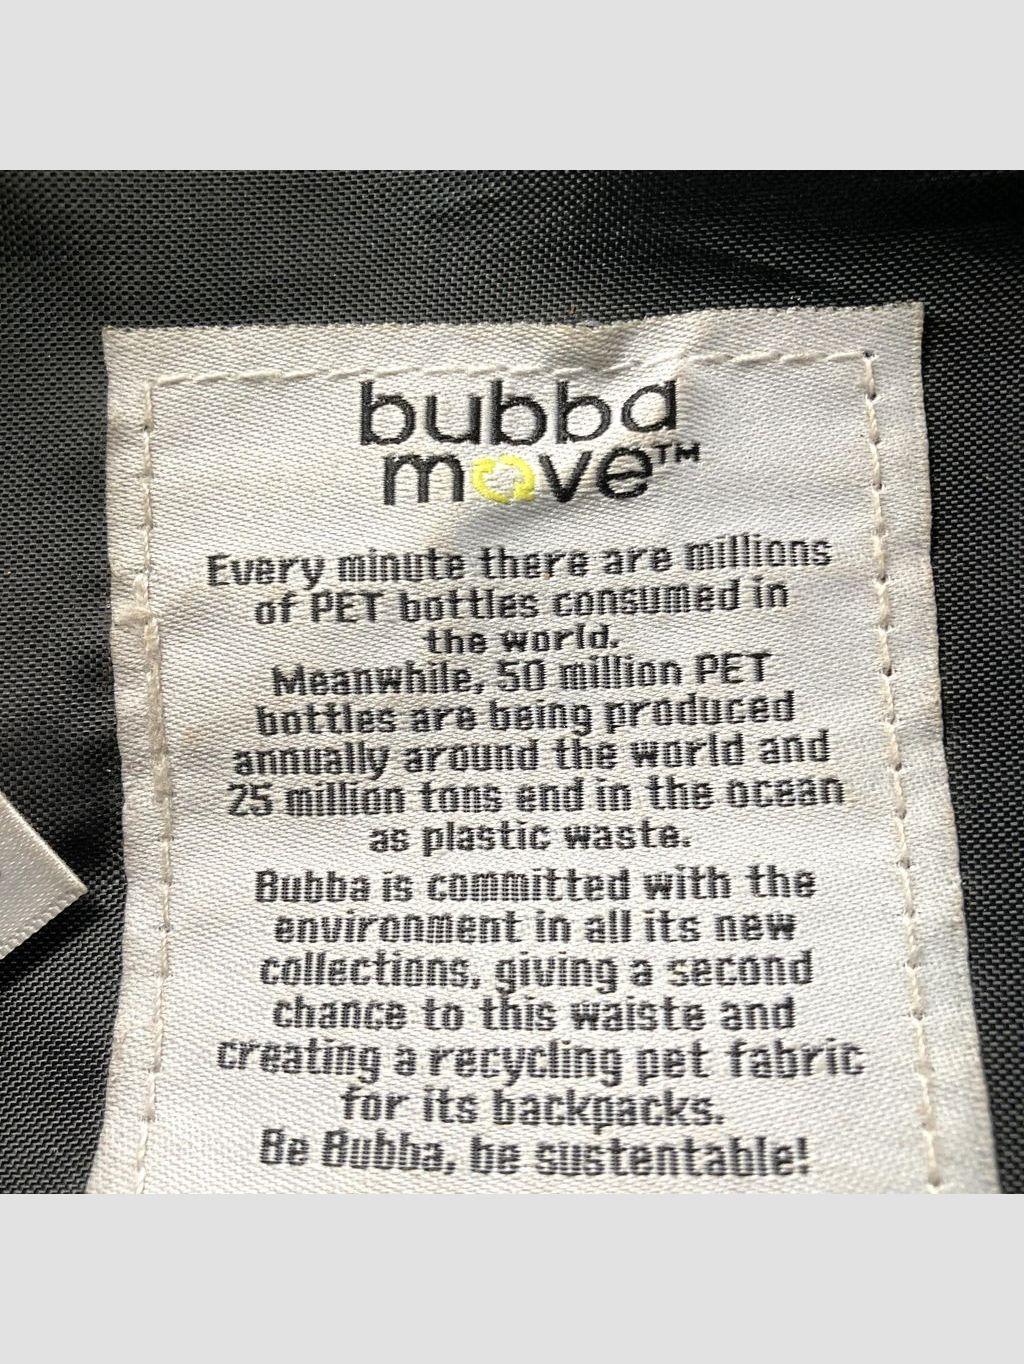 bubba
move™
Every minute there are millions
of PET bottles consumed in
the world.
Meanwhile, 50 million PET
bottles are being produced
annually around the world and
25 million tons end in the ocean
as plastic waste.
Bubba is committed with the
environment in all its new
collections, giving a second
chance to this waiste and
creating a recycling pet fabric
for its backpacks.
Be Bubba, be sustentable!